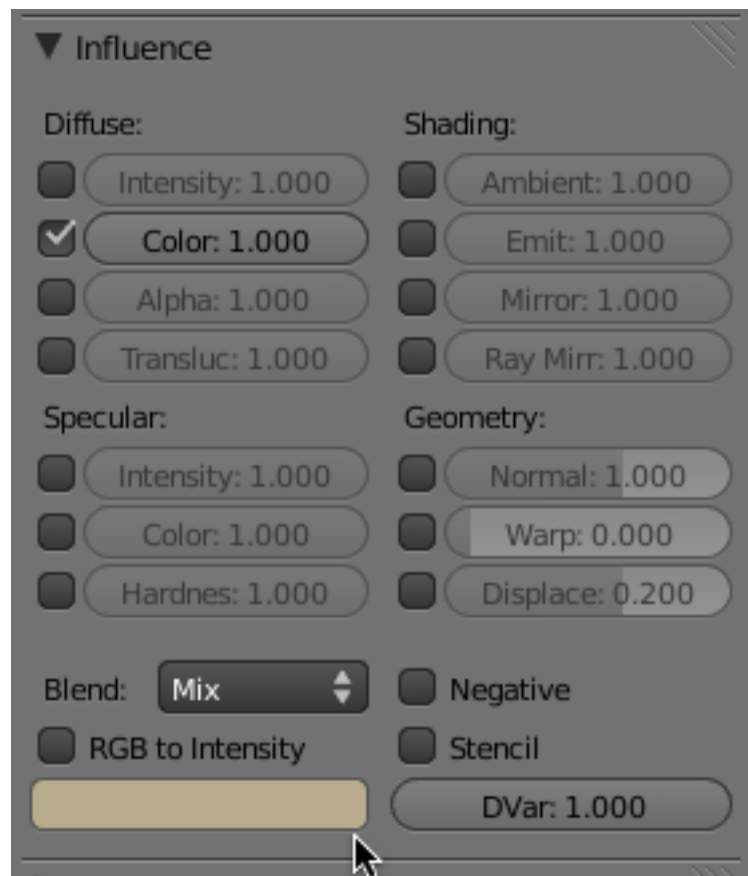 Influence
Diffuse:
Intensity: 1.000
Color: 1.000
Alpha: 1.000
Transluc: 1.000
Shading:
Ambient: 1.000
Emit: 1.000
Mirror: 1.000
Ray Mirr: 1.000
Specular:
Intensity: 1.000
Color: 1.000
Hardnes: 1.000
Geometry:
Normal: 1.000
Warp: 0.000
Displace: 0.200
Blend: Mix
RGB to Intensity
Negative
Stencil
DVar: 1.000